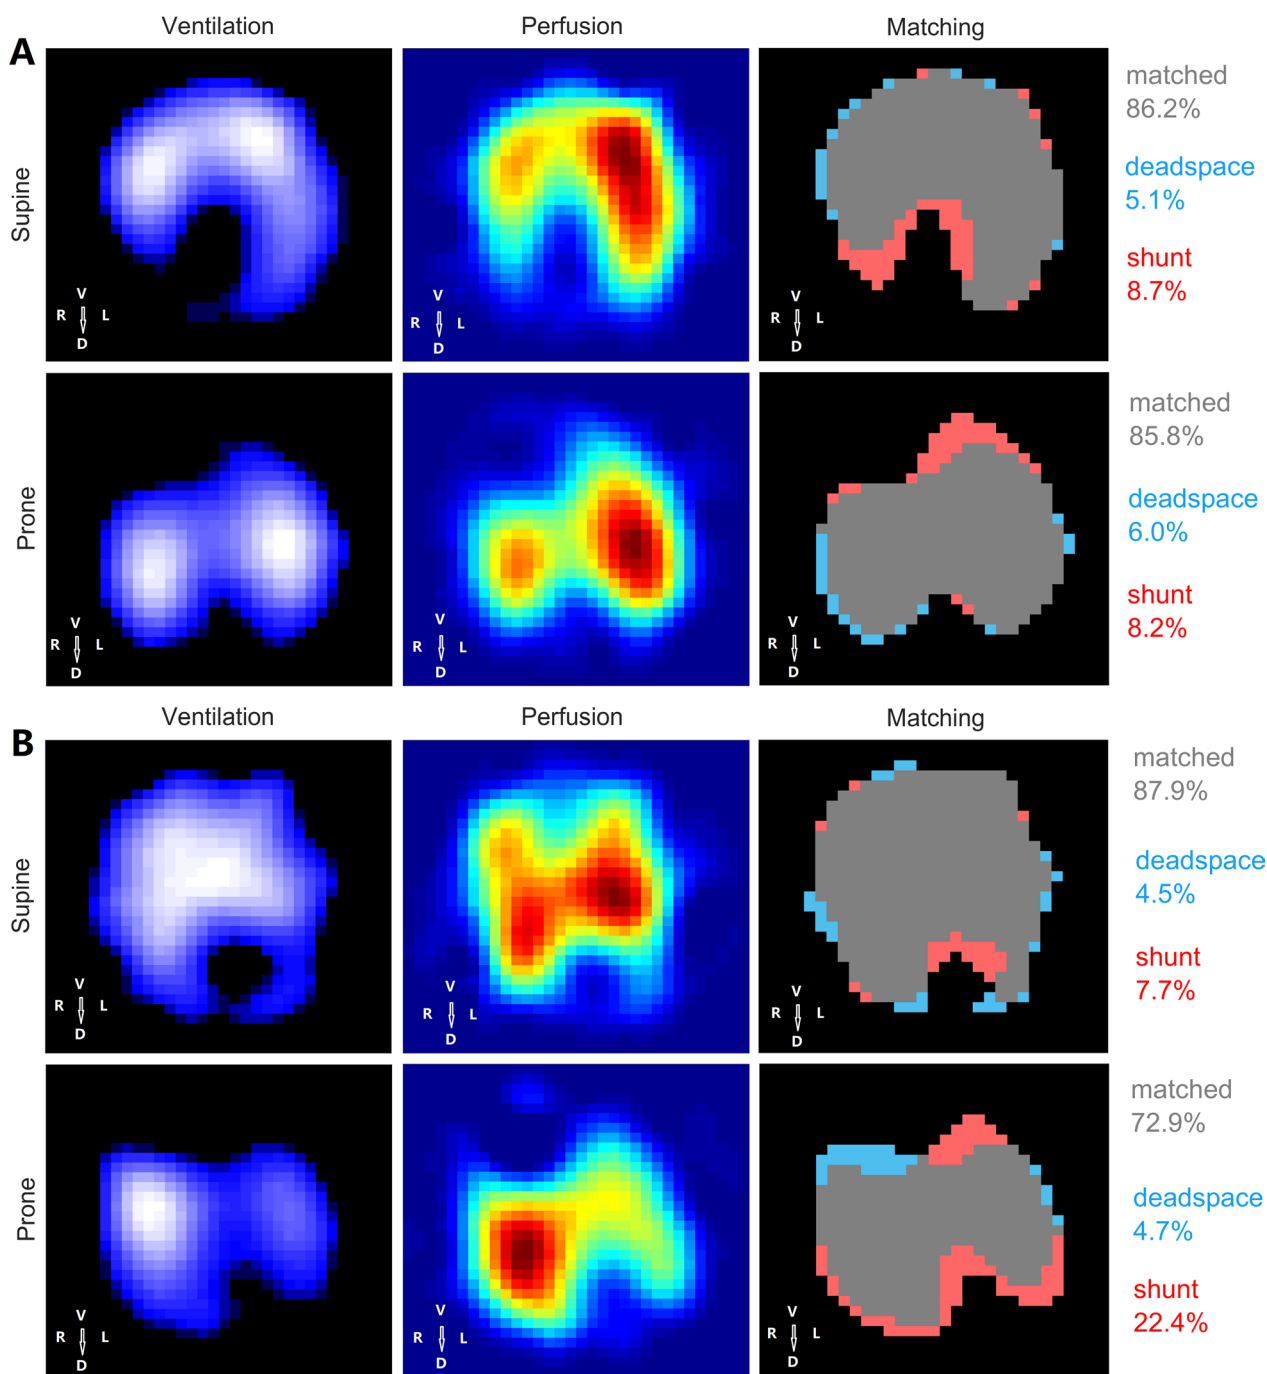 A
Ventilation
Perfusion
Matching
Supine
V
R L
D
V
R L
D
V
R L
D
matched
86.2%
deadspace
5.1%
shunt
8.7%
Prone
V
R L
D
V
R L
D
V
R L
D
matched
85.8%
deadspace
6.0%
shunt
8.2%
B
Ventilation
Perfusion
Matching
Supine
V
R L
D
V
R L
D
V
R L
D
matched
87.9%
deadspace
4.5%
shunt
7.7%
Prone
V
R L
D
V
R L
D
V
R L
D
matched
72.9%
deadspace
4.7%
shunt
22.4%